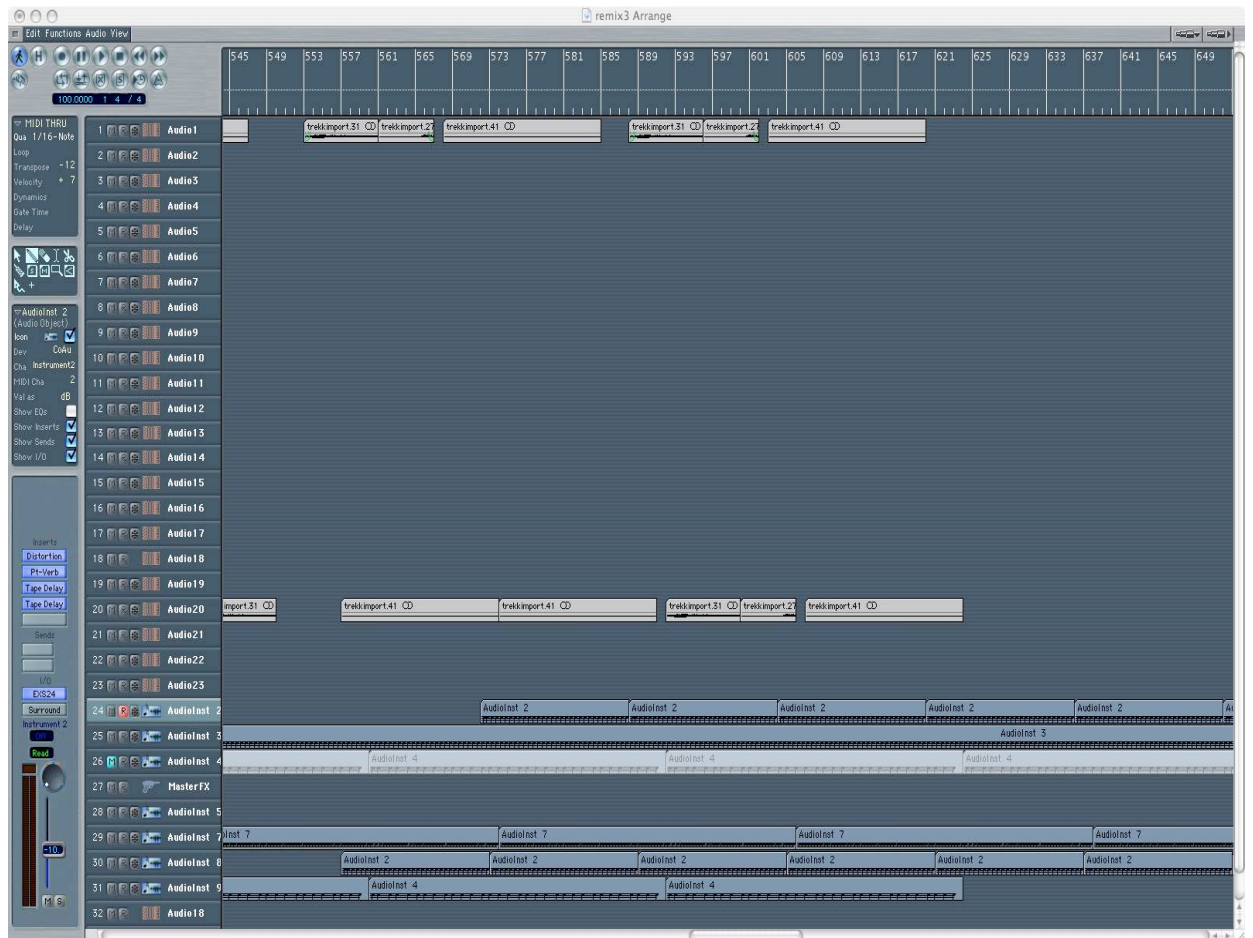 remix3 Arrange
Edit Functions Audio View
545 549 553 557 561 565 569 573 577 581 585 589 593 597 601 605 609 613 617 621 625 629 633 637 641 645 649
100.0000 1 4 / 4
MIDI THRU
Qua 1/16-Note
Loop
Transpose -12
Velocity + 7
Dynamics
Gate Time
Delay
AudioInst 2
(Audio Object)
Icon
Dev CoAu
Cha Instrument2
MIDI Cha 2
Val as dB
Show EQs
Show Inserts
Show Sends
Show I/O
Inserts
Distortion
Pt-Verb
Tape Delay
Tape Delay
Sends
I/O
EXS24
Surround
Instrument 2
Off
Read
-10.
M S
1 M R Audio1 trekkimport.31 trekkimport.27 trekkimport.41 trekkimport.31 trekkimport.27 trekkimport.41
2 M R Audio2
3 M R Audio3
4 M R Audio4
5 M R Audio5
6 M R Audio6
7 M R Audio7
8 M R Audio8
9 M R Audio9
10 M R Audio10
11 M R Audio11
12 M R Audio12
13 M R Audio13
14 M R Audio14
15 M R Audio15
16 M R Audio16
17 M R Audio17
18 M R Audio18
19 M R Audio19
20 M R Audio20 import.31 trekkimport.41 trekkimport.41 trekkimport.31 trekkimport.27 trekkimport.41
21 M R Audio21
22 M R Audio22
23 M R Audio23
24 M R AudioInst 2 AudioInst 2 AudioInst 2 AudioInst 2 AudioInst 2 AudioInst 2
25 M R AudioInst 3 AudioInst 3
26 M R AudioInst 4 AudioInst 4 AudioInst 4 AudioInst 4
27 M R MasterFX
28 M R AudioInst 5
29 M R AudioInst 7 Inst 7 AudioInst 7 AudioInst 7 AudioInst 7
30 M R AudioInst 8 AudioInst 2 AudioInst 2 AudioInst 2 AudioInst 2 AudioInst 2 AudioInst 2
31 M R AudioInst 9 AudioInst 4 AudioInst 4
32 M R Audio18